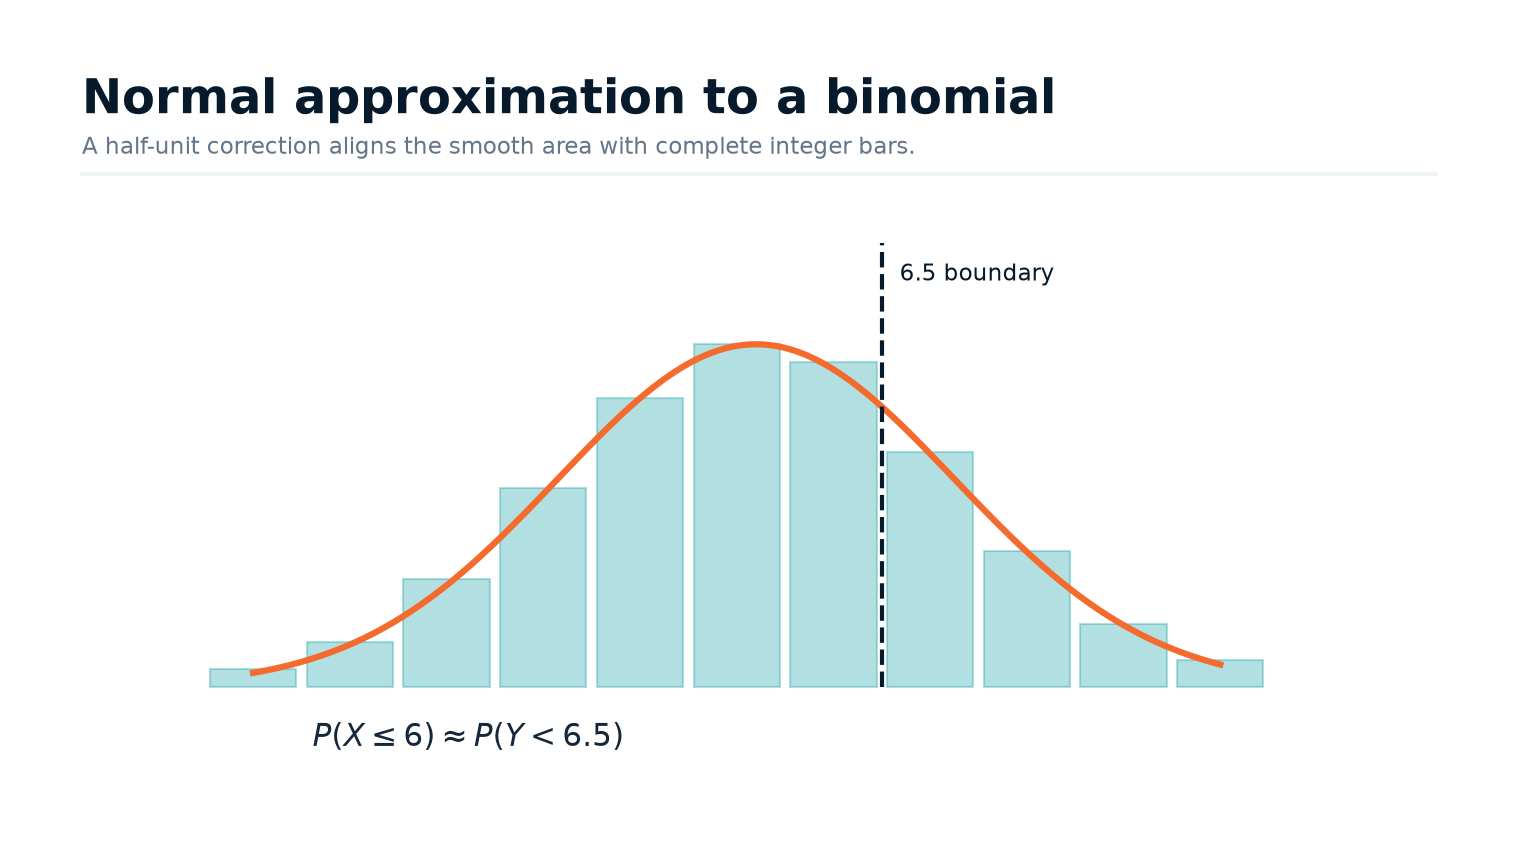 Normal approximation to a binomial
A half-unit correction aligns the smooth area with complete integer bars.
6.5 boundary
P(X ≤ 6) ≈ P(Y < 6.5)